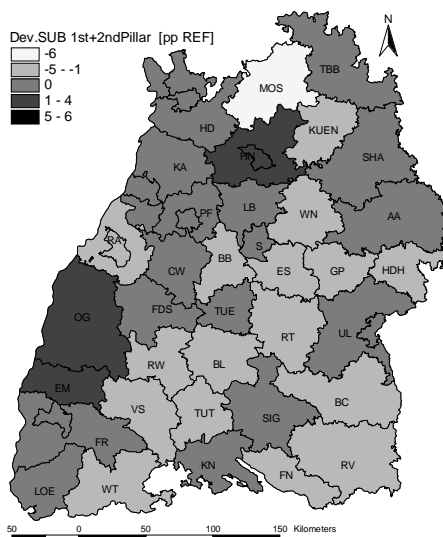 Dev.SUB 1st+2ndPillar [pp REF]
-6
-5 - -1
0
1 - 4
5 - 6
N
TBB
MOS
KUEN
HD
HN
SHA
KA
PF
LB
WN
AA
S
RA
CW
BB
ES
GP
HDH
OG
FDS
TUE
RT
UL
RW
BL
EM
VS
TUT
SIG
BC
FR
KN
FN
RV
LOE
WT
50 0 50 100 150 Kilometers